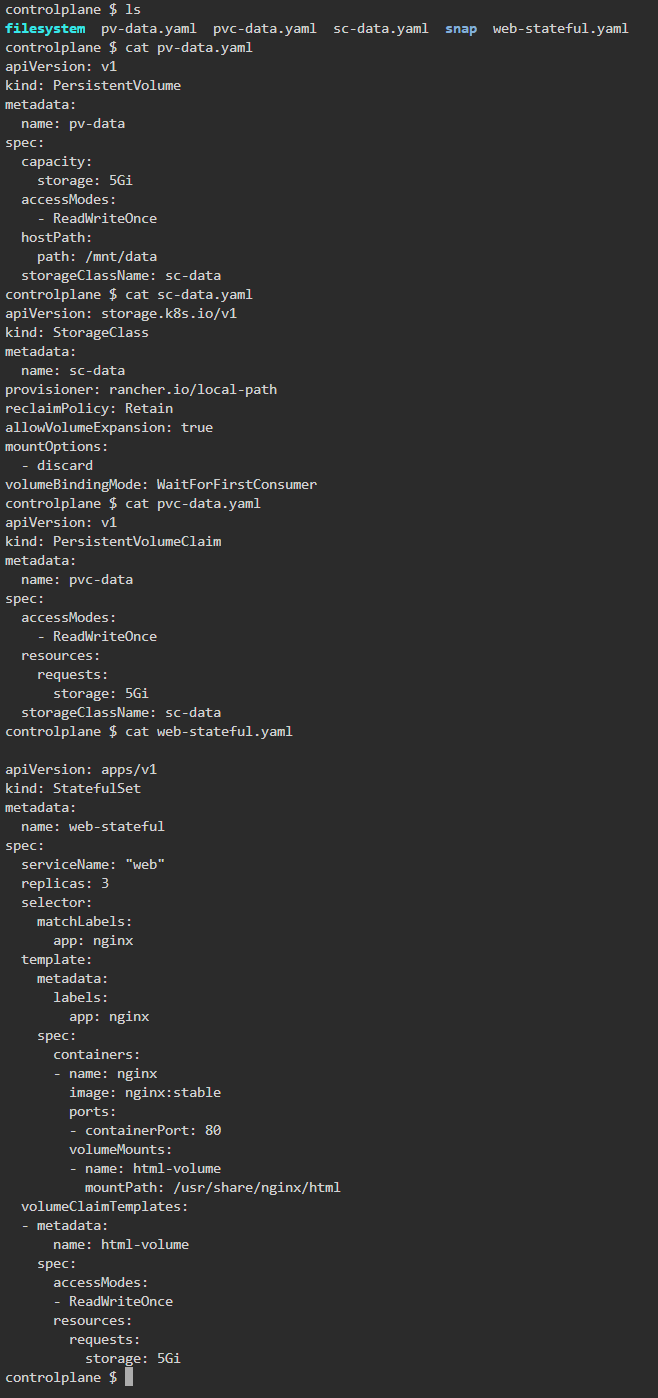 controlplane $ ls
filesystem  pv-data.yaml  pvc-data.yaml  sc-data.yaml  snap  web-stateful.yaml
controlplane $ cat pv-data.yaml
apiVersion: v1
kind: PersistentVolume
metadata:
  name: pv-data
spec:
  capacity:
    storage: 5Gi
  accessModes:
    - ReadWriteOnce
  hostPath:
    path: /mnt/data
  storageClassName: sc-data
controlplane $ cat sc-data.yaml
apiVersion: storage.k8s.io/v1
kind: StorageClass
metadata:
  name: sc-data
provisioner: rancher.io/local-path
reclaimPolicy: Retain
allowVolumeExpansion: true
mountOptions:
  - discard
volumeBindingMode: WaitForFirstConsumer
controlplane $ cat pvc-data.yaml
apiVersion: v1
kind: PersistentVolumeClaim
metadata:
  name: pvc-data
spec:
  accessModes:
    - ReadWriteOnce
  resources:
    requests:
      storage: 5Gi
  storageClassName: sc-data
controlplane $ cat web-stateful.yaml

apiVersion: apps/v1
kind: StatefulSet
metadata:
  name: web-stateful
spec:
  serviceName: "web"
  replicas: 3
  selector:
    matchLabels:
      app: nginx
  template:
    metadata:
      labels:
        app: nginx
    spec:
      containers:
      - name: nginx
        image: nginx:stable
        ports:
        - containerPort: 80
        volumeMounts:
        - name: html-volume
          mountPath: /usr/share/nginx/html
  volumeClaimTemplates:
  - metadata:
      name: html-volume
    spec:
      accessModes:
      - ReadWriteOnce
      resources:
        requests:
          storage: 5Gi
controlplane $